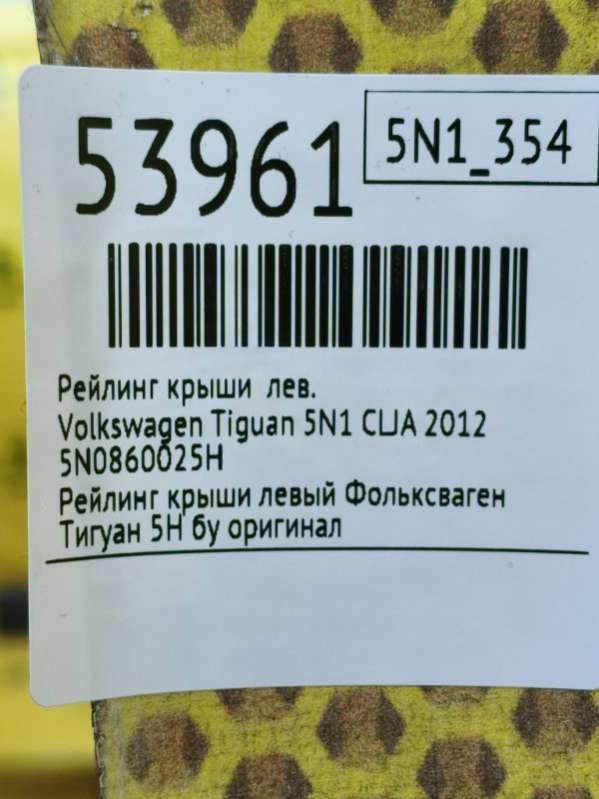 53961
5N1_354
Рейлинг крыши лев.
Volkswagen Tiguan 5N1 CLJA 2012
5N0860025H
Рейлинг крыши левый Фольксваген
Тигуан 5Н бу оригинал